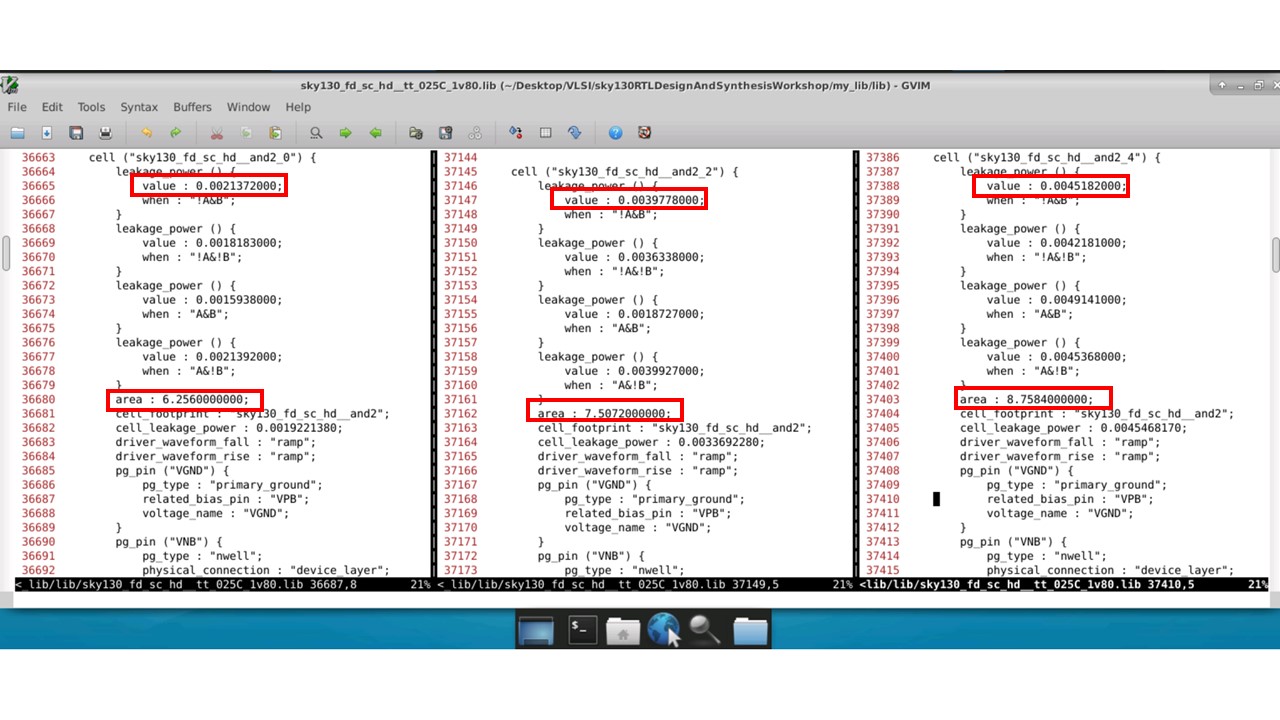 sky130_fd_sc_hd__tt_025C_1v80.lib (~/Desktop/VLSI/sky130RTLDesignAndSynthesisWorkshop/my_lib/lib) - GVIM
File Edit Tools Syntax Buffers Window Help
36663 cell ("sky130_fd_sc_hd__and2_0") {
36664 leakage_power () {
36665 value : 0.0021372000;
36666 when : "!A&B";
36667 }
36668 leakage_power () {
36669 value : 0.0018183000;
36670 when : "!A&!B";
36671 }
36672 leakage_power () {
36673 value : 0.0015938000;
36674 when : "A&B";
36675 }
36676 leakage_power () {
36677 value : 0.0021392000;
36678 when : "A&!B";
36679 }
36680 area : 6.2560000000;
36681 cell_footprint : "sky130_fd_sc_hd__and2";
36682 cell_leakage_power : 0.0019221380;
36683 driver_waveform_fall : "ramp";
36684 driver_waveform_rise : "ramp";
36685 pg_pin ("VGND") {
36686 pg_type : "primary_ground";
36687 related_bias_pin : "VPB";
36688 voltage_name : "VGND";
36689 }
36690 pg_pin ("VNB") {
36691 pg_type : "nwell";
36692 physical_connection : "device_layer";
< lib/lib/sky130_fd_sc_hd__tt_025C_1v80.lib 36687,8 21%
37144
37145 cell ("sky130_fd_sc_hd__and2_2") {
37146 leakage_power () {
37147 value : 0.0039778000;
37148 when : "!A&B";
37149 }
37150 leakage_power () {
37151 value : 0.0036338000;
37152 when : "!A&!B";
37153 }
37153 leakage_power () {
37154 value : 0.0018727000;
37156 when : "A&B";
37157 }
37158 leakage_power () {
37159 value : 0.0039927000;
37160 when : "A&!B";
37161 }
37162 area : 7.5072000000;
37163 cell_footprint : "sky130_fd_sc_hd__and2";
37164 cell_leakage_power : 0.0033692280;
37165 driver_waveform_fall : "ramp";
37166 driver_waveform_rise : "ramp";
37167 pg_pin ("VGND") {
37168 pg_type : "primary_ground";
37169 related_bias_pin : "VPB";
37170 voltage_name : "VGND";
37171 }
37172 pg_pin ("VNB") {
37173 pg_type : "nwell";
< lib/lib/sky130_fd_sc_hd__tt_025C_1v80.lib 37149,5 21%
37386 cell ("sky130_fd_sc_hd__and2_4") {
37387 leakage_power () {
37388 value : 0.0045182000;
37389 when : "!A&B";
37390 }
37391 leakage_power () {
37392 value : 0.0042181000;
37393 when : "!A&!B";
37394 }
37395 leakage_power () {
37396 value : 0.0049141000;
37397 when : "A&B";
37398 }
37399 leakage_power () {
37400 value : 0.0045368000;
37401 when : "A&!B";
37402 }
37403 area : 8.7584000000;
37404 cell_footprint : "sky130_fd_sc_hd__and2";
37405 cell_leakage_power : 0.0045468170;
37406 driver_waveform_fall : "ramp";
37407 driver_waveform_rise : "ramp";
37408 pg_pin ("VGND") {
37409 pg_type : "primary_ground";
37410 related_bias_pin : "VPB";
37411 voltage_name : "VGND";
37412 }
37413 pg_pin ("VNB") {
37414 pg_type : "nwell";
37415 physical_connection : "device_layer";
<lib/lib/sky130_fd_sc_hd__tt_025C_1v80.lib 37410,5 21%
$_